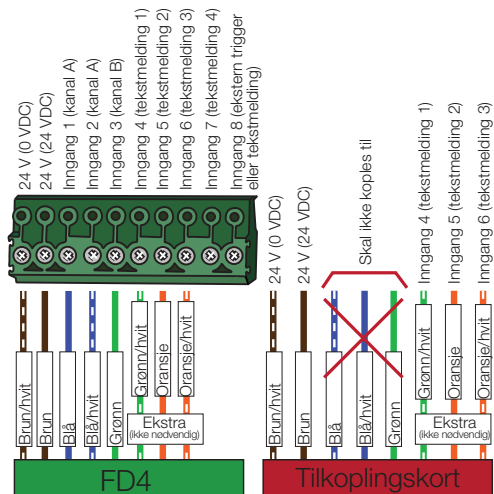 24 V (0 VDC)
24 V (24 VDC)
Inngang 1 (kanal A)
Inngang 2 (kanal A)
Inngang 3 (kanal B)
Inngang 4 (tekstmelding 1)
Inngang 5 (tekstmelding 2)
Inngang 6 (tekstmelding 3)
Inngang 7 (tekstmelding 4)
Inngang 8 (ekstern trigger
eller tekstmelding)
Brun/hvit
Brun
Blå
Blå/hvit
Grønn
Grønn/hvit
Oransje
Oransje/hvit
Ekstra
(ikke nødvendig)
FD4
24 V (0 VDC)
24 V (24 VDC)
Skal ikke koples til
Inngang 4 (tekstmelding 1)
Inngang 5 (tekstmelding 2)
Inngang 6 (tekstmelding 3)
Brun/hvit
Brun
Blå
Blå/hvit
Grønn
Grønn/hvit
Oransje
Oransje/hvit
Ekstra
(ikke nødvendig)
Tilkoplingskort